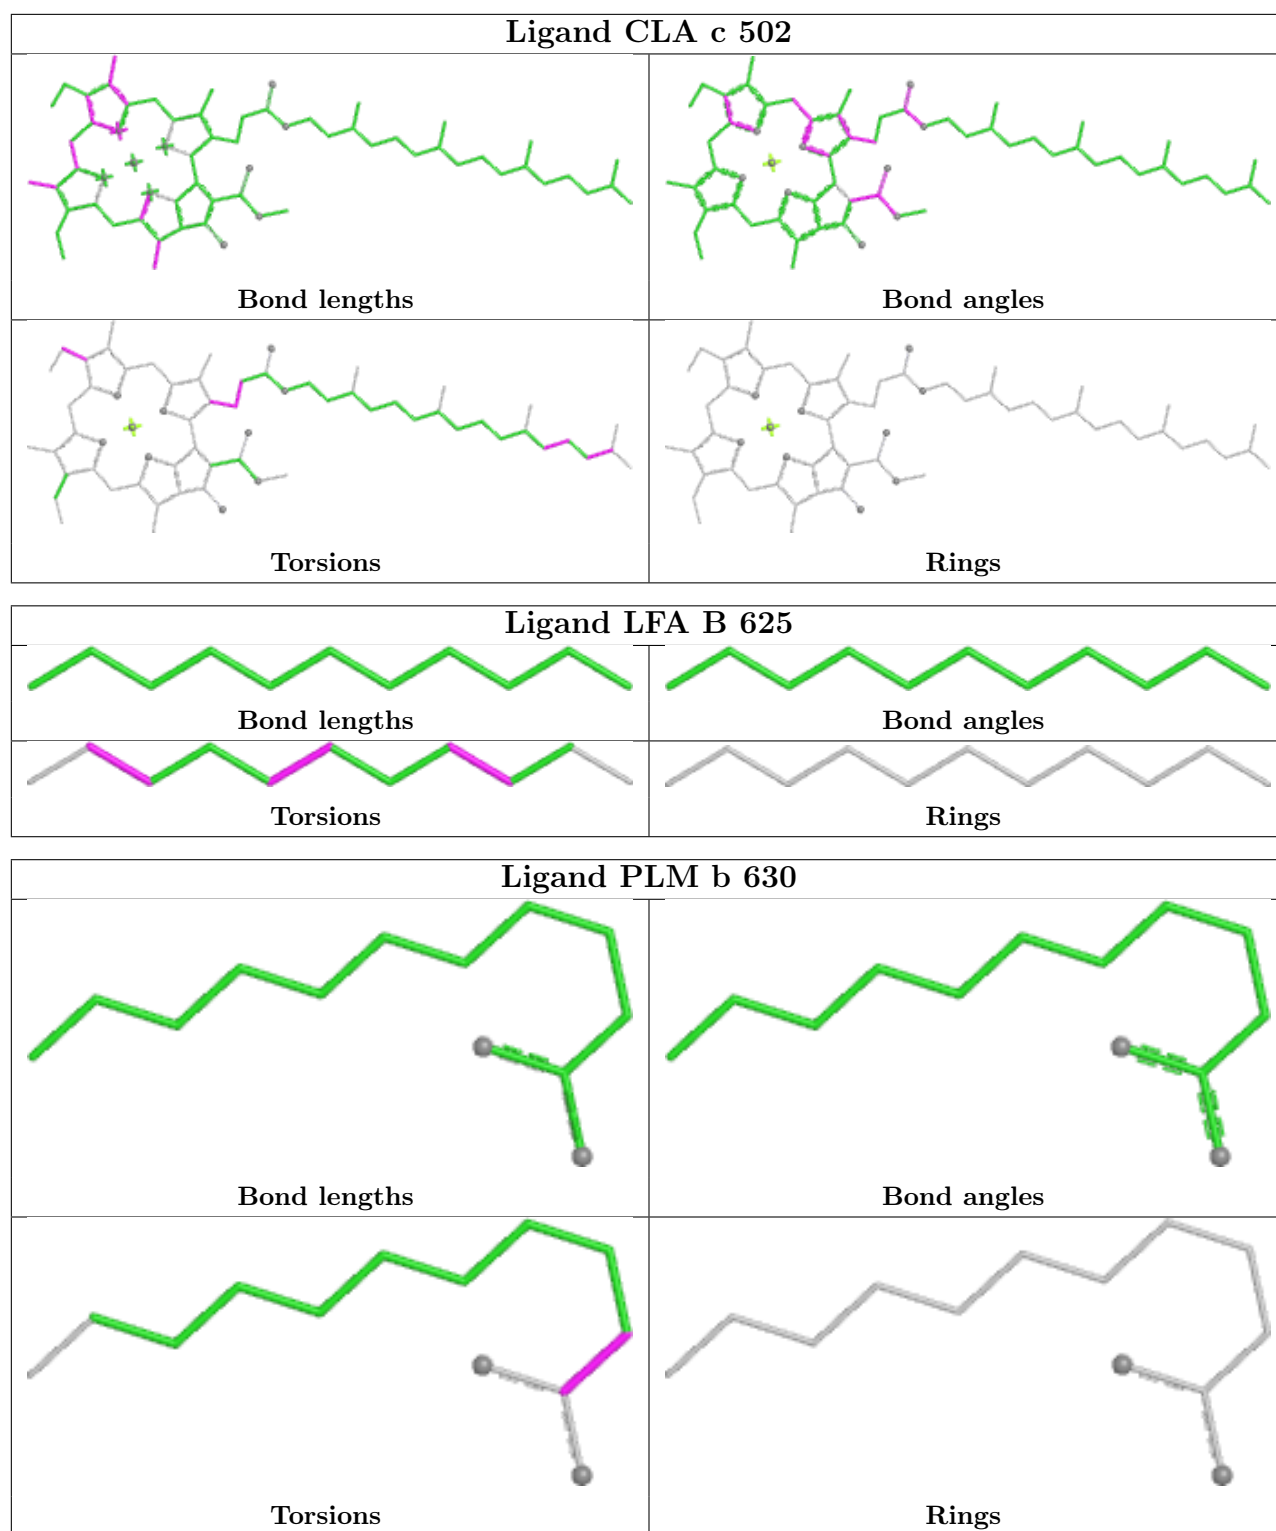 Ligand CLA c 502
Bond lengths
Bond angles
Torsions
Rings
Ligand LFA B 625
Bond lengths
Bond angles
Torsions
Rings
Ligand PLM b 630
Bond lengths
Bond angles
Torsions
Rings